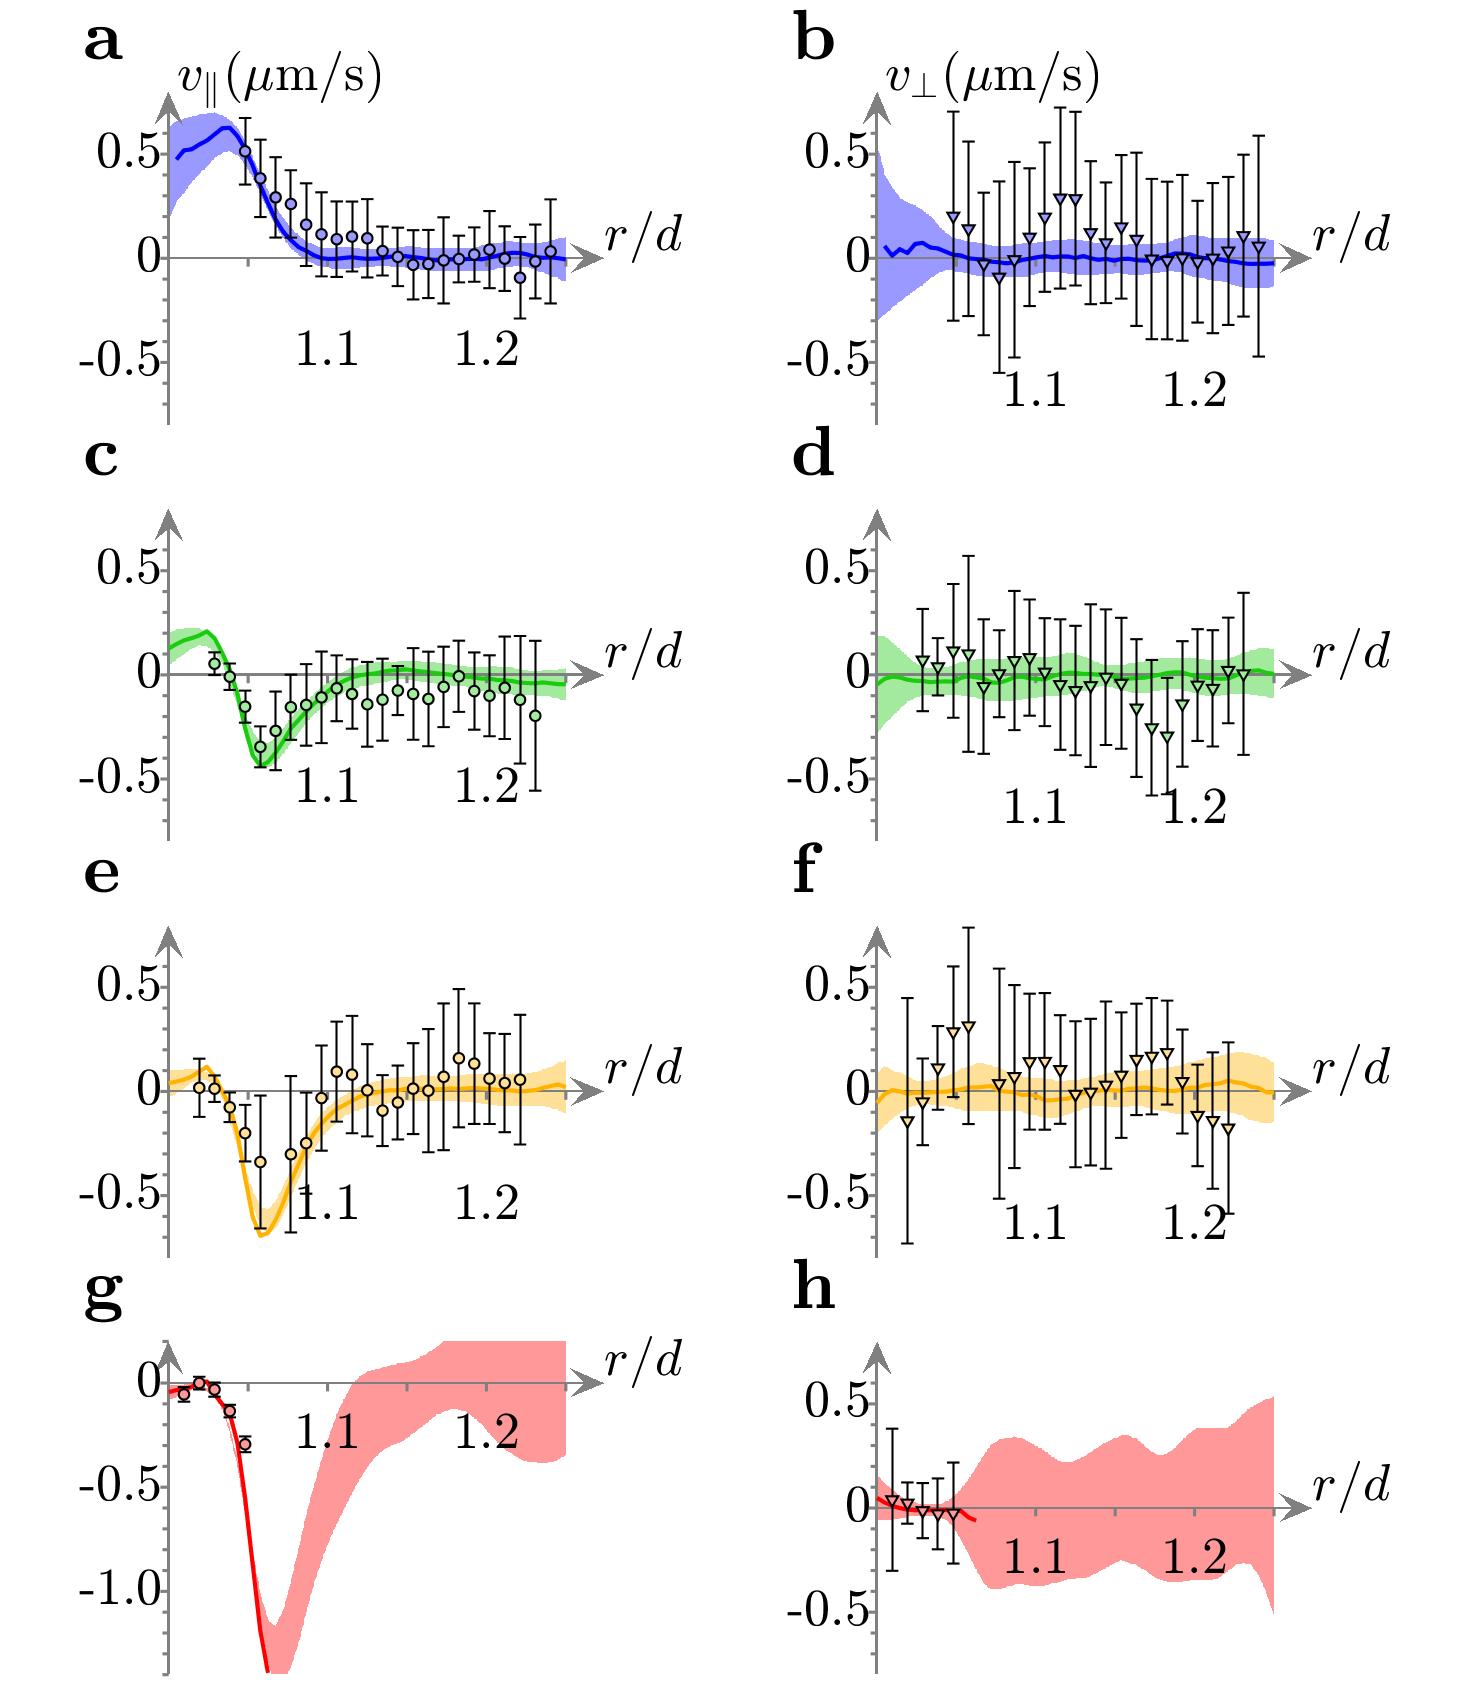 a b
v∥(μm/s) v⊥(μm/s)
0.5 0.5
r/d r/d
0 0
-0.5 1.1 1.2 -0.5 1.1 1.2
c d
0.5 0.5
r/d r/d
0 0
-0.5 1.1 1.2 -0.5 1.1 1.2
e f
0.5 0.5
r/d r/d
0 0
-0.5 1.1 1.2 -0.5 1.1 1.2
g h
0 r/d 0.5
1.1 1.2
-0.5 0 r/d
-1.0 1.1 1.2
-0.5